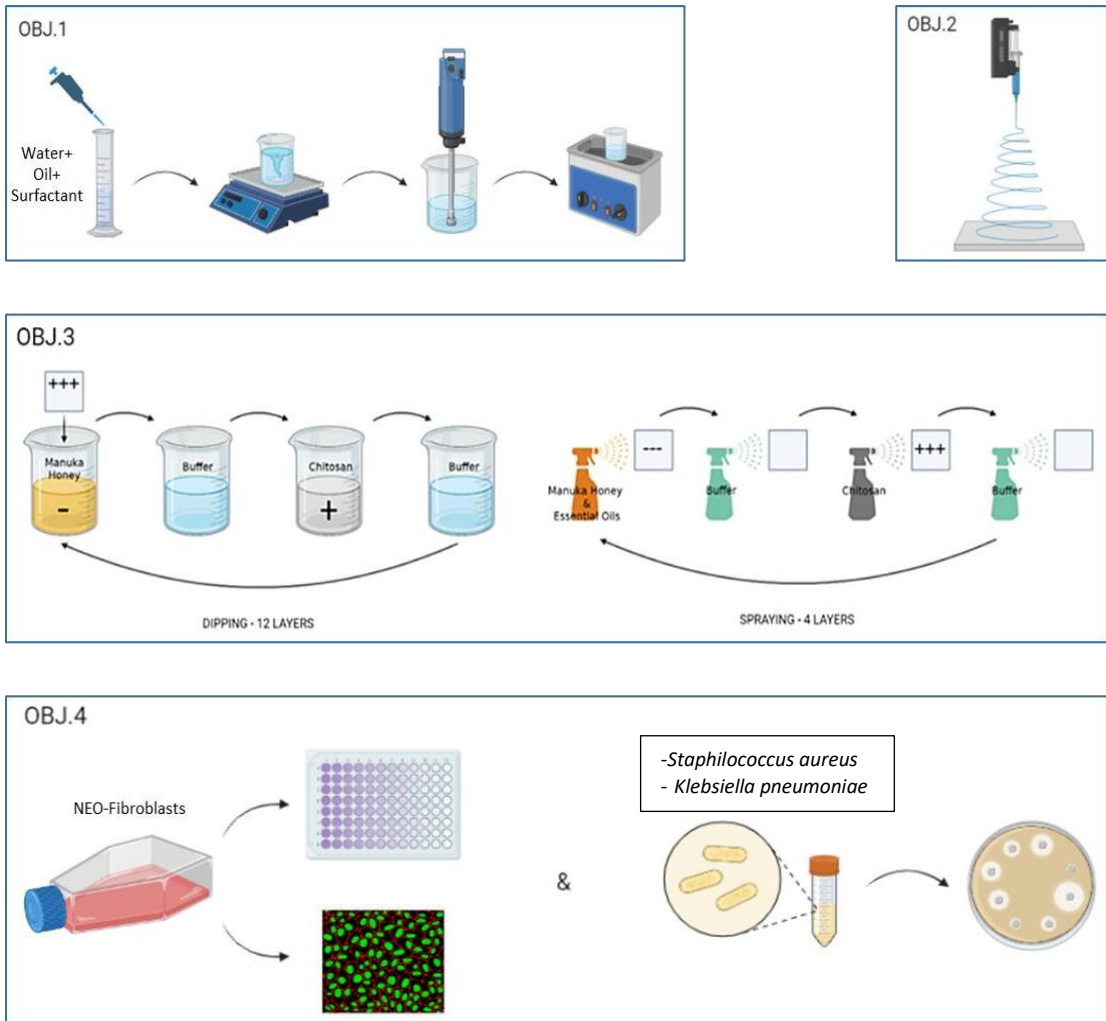 OBJ.1
Water+
Oil+
Surfactant
OBJ.2
OBJ.3
+++
Manuka
Honey
-
Buffer
Chitosan
+
Buffer
DIPPING - 12 LAYERS
---
Manuka Honey
&
Essential Oils
Buffer
+++
Chitosan
Buffer
SPRAYING - 4 LAYERS
OBJ.4
NEO-Fibroblasts
&
-Staphilococcus aureus
- Klebsiella pneumoniae